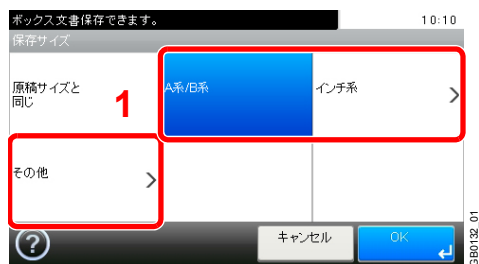 ボックス文書保存できます。
10:10
保存サイズ
原稿サイズと
同じ
1
A系/B系
インチ系
その他
?
キャンセル
OK
GB0132_01